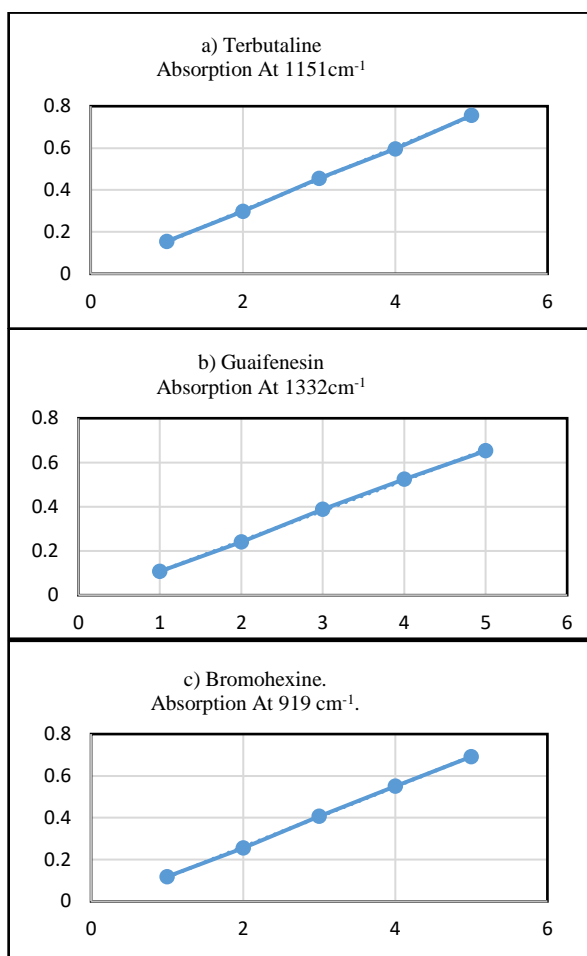 a) Terbutaline
Absorption At 1151cm⁻¹
0.8
0.6
0.4
0.2
0
0 2 4 6
b) Guaifenesin
Absorption At 1332cm⁻¹
0.8
0.6
0.4
0.2
0
0 1 2 3 4 5 6
c) Bromohexine.
Absorption At 919 cm⁻¹.
0.8
0.6
0.4
0.2
0
0 2 4 6